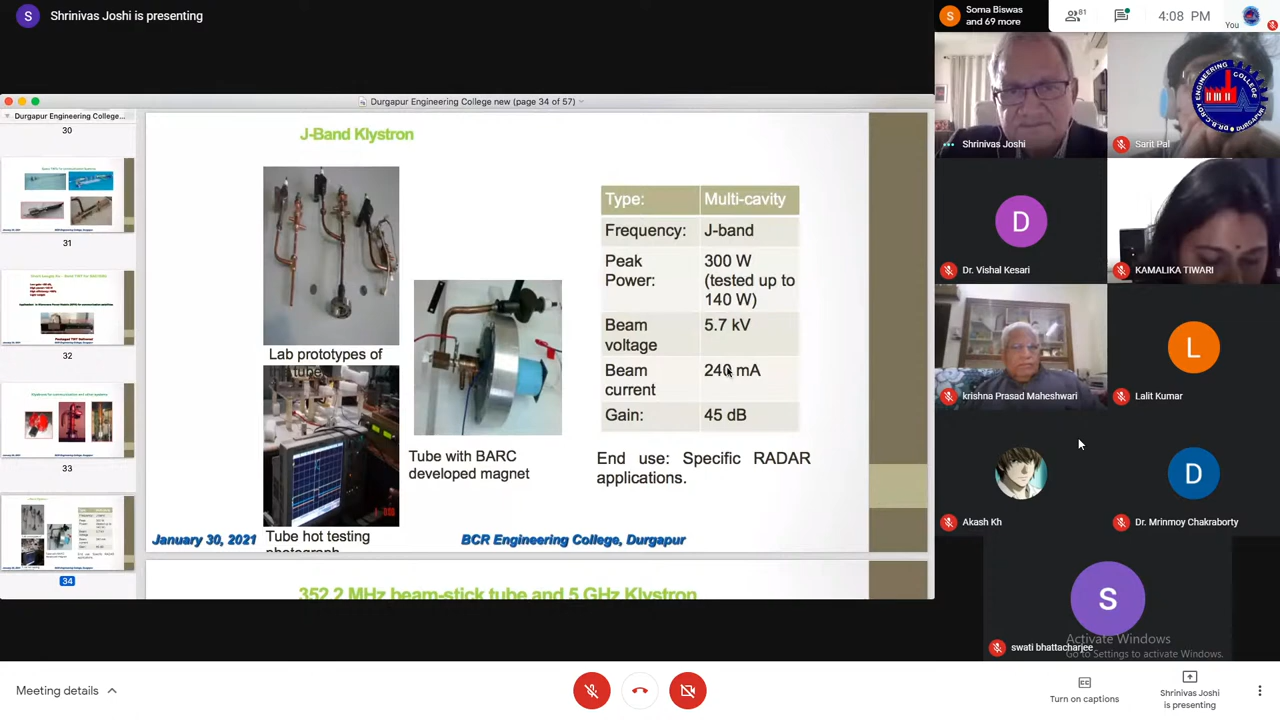 S
Shrinivas Joshi is presenting
S
Soma Biswas
and 69 more
81
4:08 PM
You
Durgapur Engineering College new (page 34 of 57)
Durgapur Engineering College...
30
31
32
33
34
J-Band Klystron
Lab prototypes of
the tube
Tube with BARC
developed magnet
Tube hot testing
photograph
Type: Multi-cavity
Frequency: J-band
Peak 300 W
Power: (tested up to
140 W)
Beam 5.7 kV
voltage
Beam 240 mA
current
Gain: 45 dB
End use: Specific RADAR
applications.
January 30, 2021
BCR Engineering College, Durgapur
352.2 MHz beam-stick tube and 5 GHz Klystron
Shrinivas Joshi
Sarit Pal
D
Dr. Vishal Kesari
KAMALIKA TIWARI
krishna Prasad Maheshwari
L
Lalit Kumar
Akash Kh
D
Dr. Mrinmoy Chakraborty
S
swati bhattacharjee
Activate Windows
Go to Settings to activate Windows.
Meeting details
CC
Turn on captions
Shrinivas Joshi
is presenting